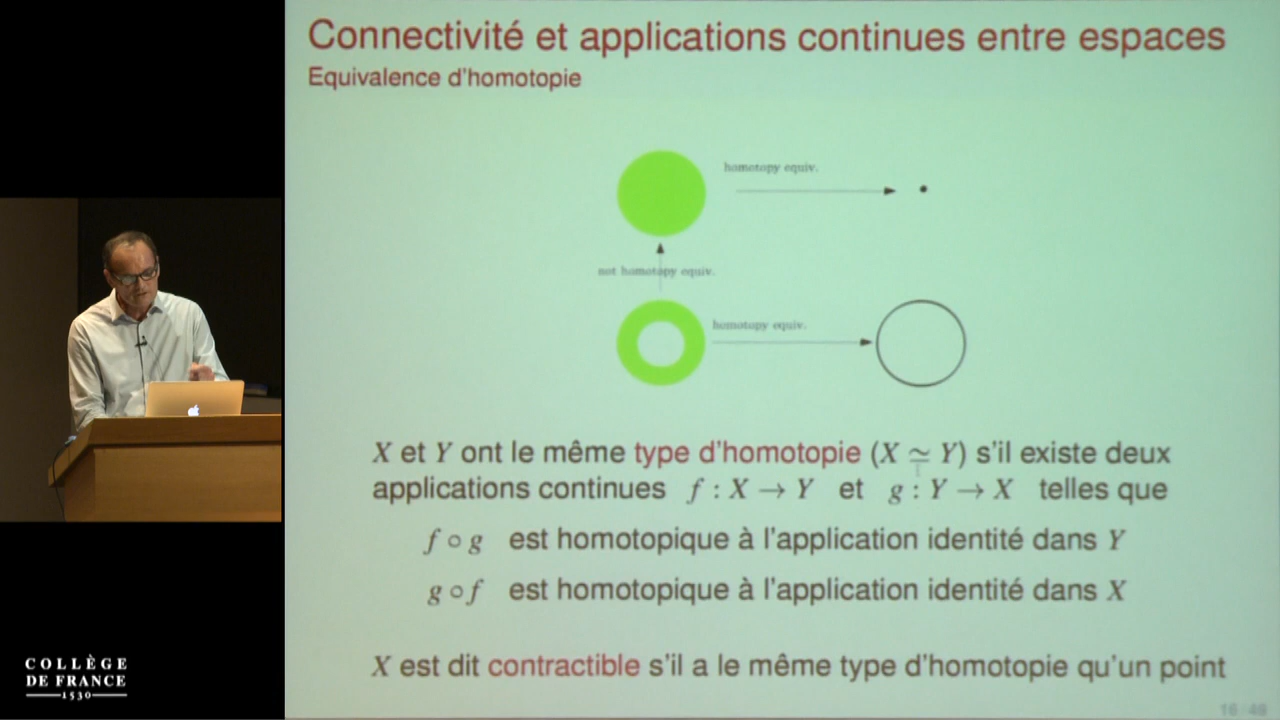 Connectivité et applications continues entre espaces
Equivalence d'homotopie
homotopy equiv.
not homotopy equiv.
homotopy equiv.
X et Y ont le même type d'homotopie (X ≃ Y) s'il existe deux
applications continues f : X → Y et g : Y → X telles que
f ∘ g est homotopique à l'application identité dans Y
g ∘ f est homotopique à l'application identité dans X
X est dit contractible s'il a le même type d'homotopie qu'un point
COLLÈGE
DE FRANCE
1530